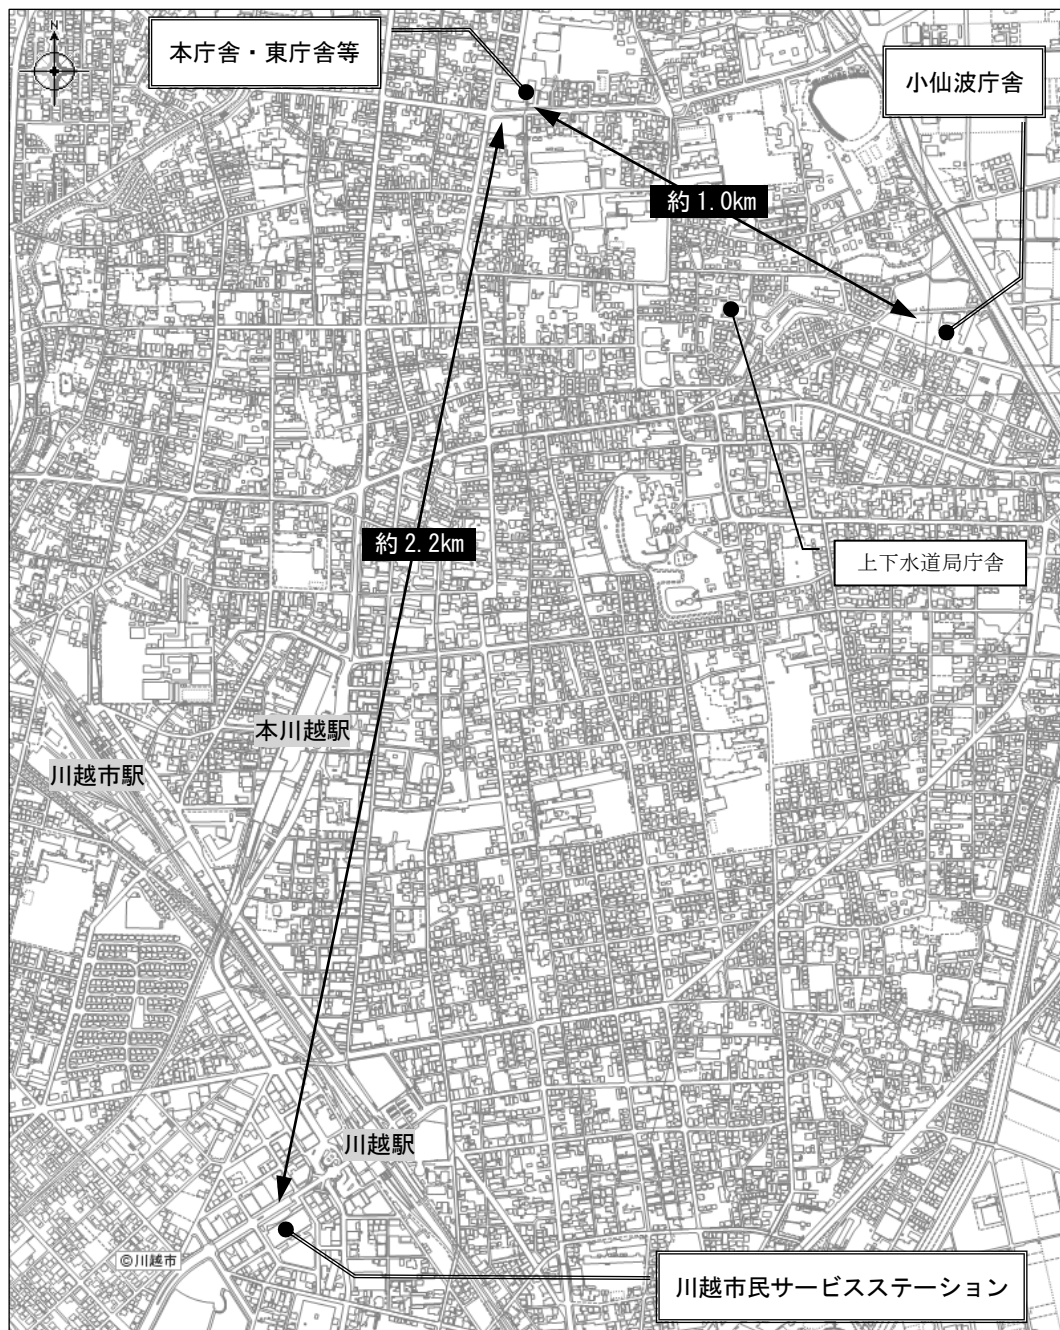 N
本庁舎・東庁舎等
小仙波庁舎
約1.0km
約2.2km
上下水道局庁舎
本川越駅
川越市駅
川越駅
©川越市
川越市民サービスステーション